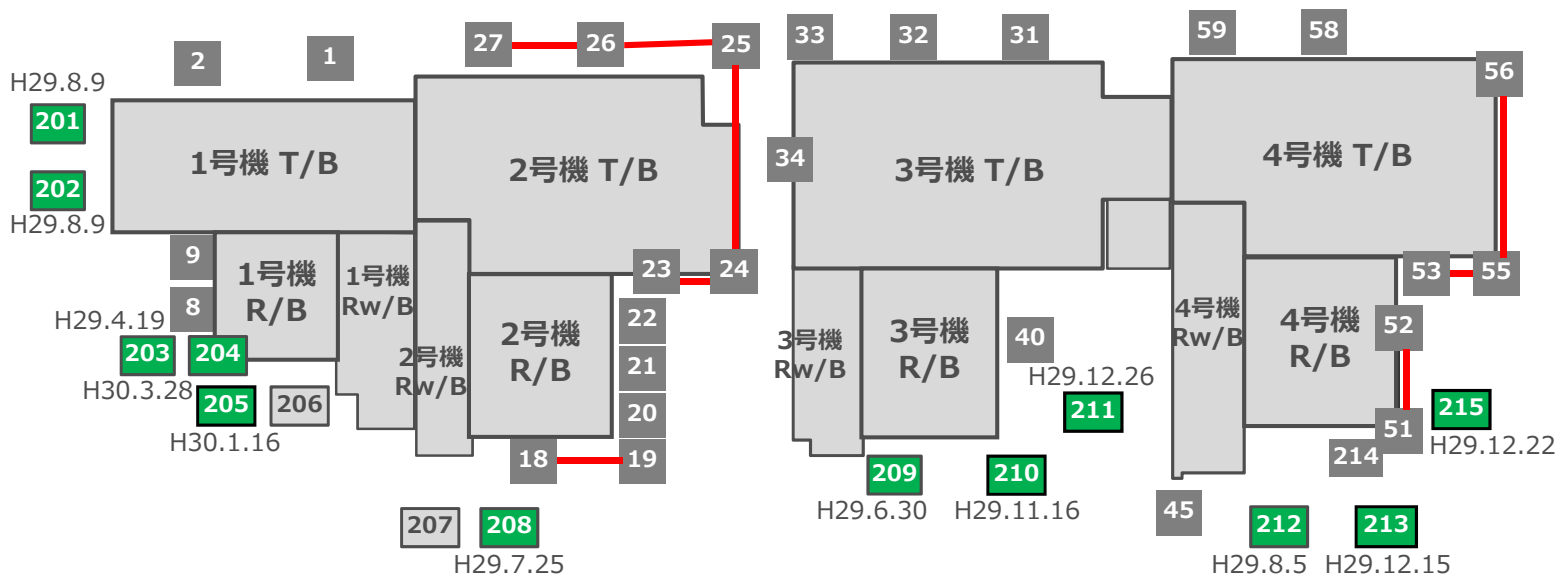 27
26
25
33
32
31
59
58
2
1
56
H29.8.9
201
1号機 T/B
2号機 T/B
34
3号機 T/B
4号機 T/B
202
H29.8.9
9
8
1号機
R/B
1号機
Rw/B
23
24
53
55
H29.4.19
203
204
H30.3.28
205
206
H30.1.16
2号機
Rw/B
2号機
R/B
22
21
20
18
19
3号機
Rw/B
3号機
R/B
40
H29.12.26
211
4号機
Rw/B
4号機
R/B
52
51
215
H29.12.22
214
209
H29.6.30
210
H29.11.16
45
207
208
H29.7.25
212
H29.8.5
213
H29.12.15